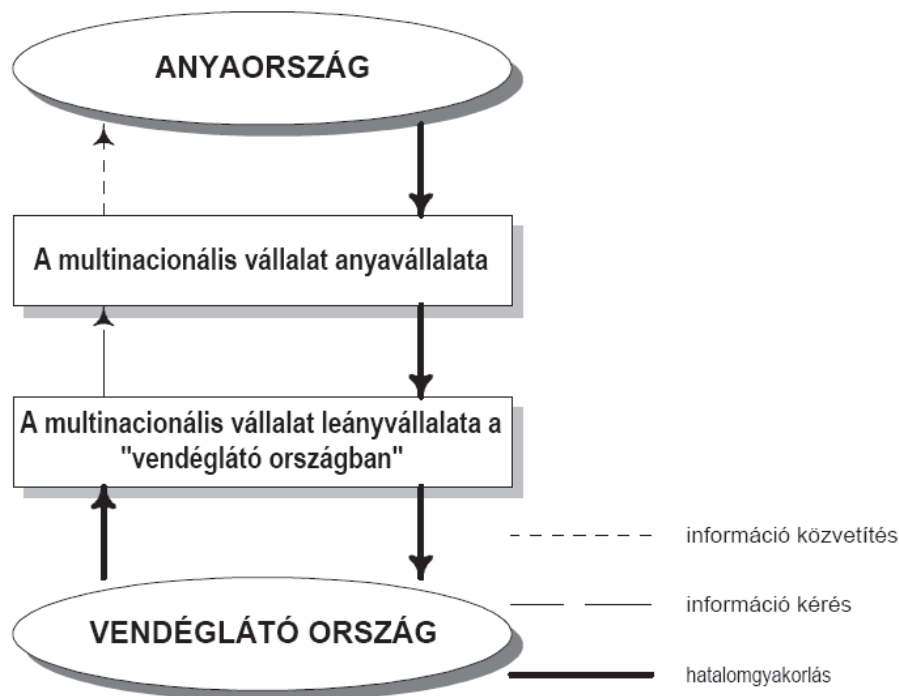 ANYAORSZÁG
A multinacionális vállalat anyavállalata
A multinacionális vállalat leányvállalata a
"vendéglátó országban"
információ közvetítés
információ kérés
VENDÉGLÁTÓ ORSZÁG
hatalomgyakorlás